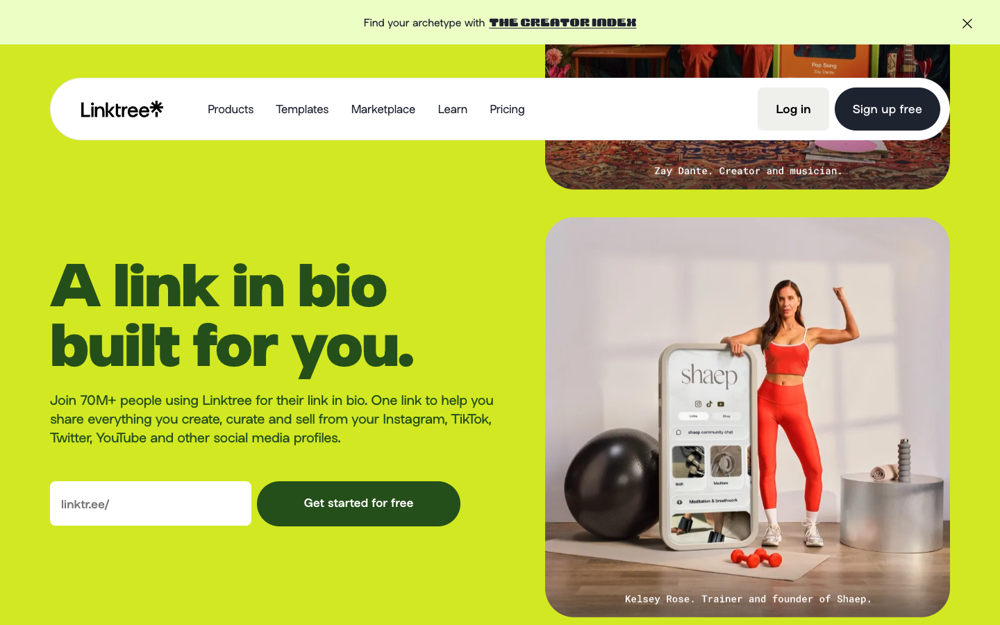 Find your archetype with THE CREATOR INDEX
Pop Song
Zay Dante
Linktree
Products
Templates
Marketplace
Learn
Pricing
Log in
Sign up free
Zay Dante. Creator and musician.
A link in bio
built for you.
Join 70M+ people using Linktree for their link in bio. One link to help you
share everything you create, curate and sell from your Instagram, TikTok,
Twitter, YouTube and other social media profiles.
linktr.ee/
Get started for free
shaep
Links
Shop
shaep community chat
Shift
Meditate
Meditation & breathwork
Kelsey Rose. Trainer and founder of Shaep.